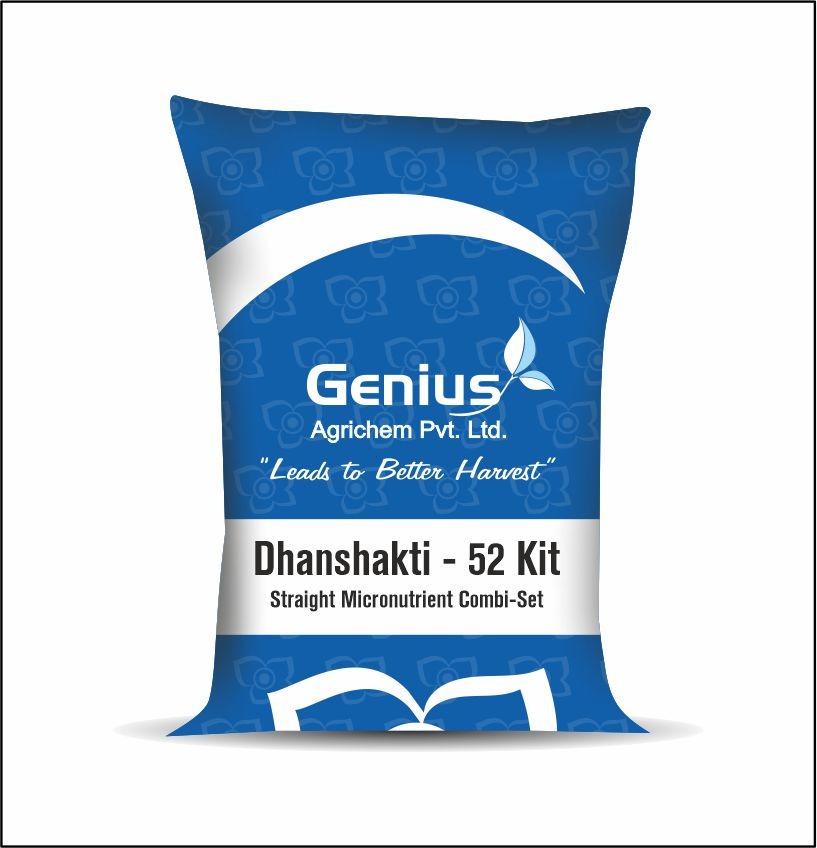 Genius
Agrichem Pvt. Ltd.
"Leads to Better Harvest"
Dhanshakti - 52 Kit
Straight Micronutrient Combi-Set